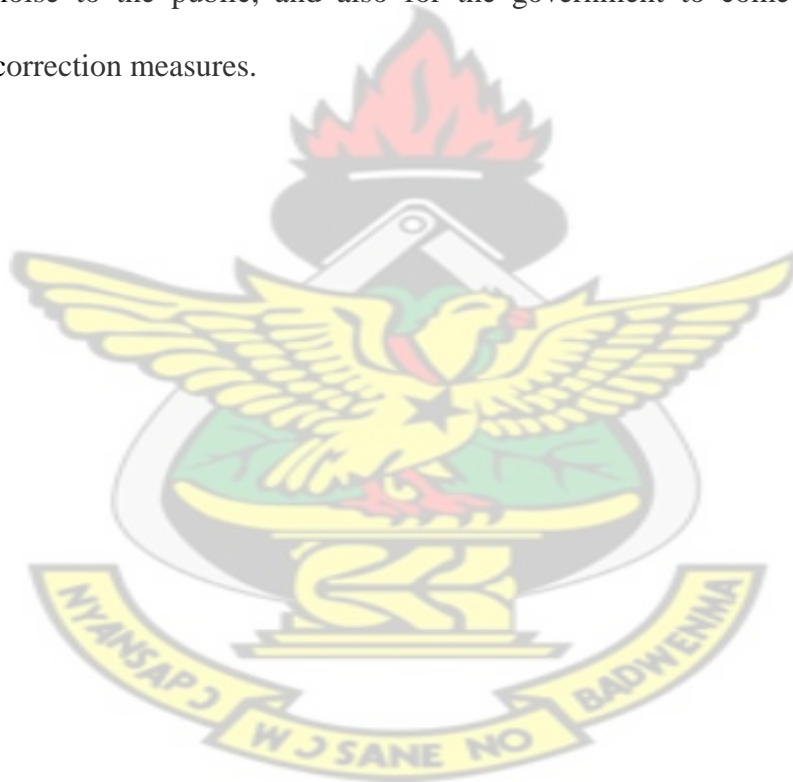 noise to the public, and also for the government to come
correction measures.
NYANSAPƆ
WƆSANE NO
BADWENMA